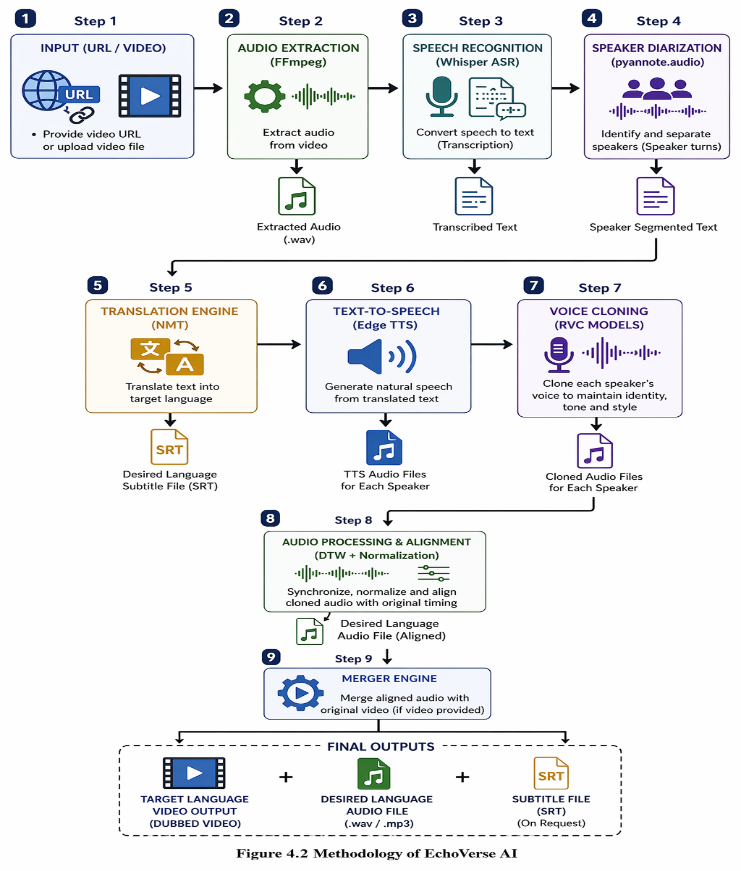 1 Step 1
INPUT (URL / VIDEO)
URL
• Provide video URL
or upload video file
2 Step 2
AUDIO EXTRACTION
(FFmpeg)
Extract audio
from video
Extracted Audio
(.wav)
3 Step 3
SPEECH RECOGNITION
(Whisper ASR)
Convert speech to text
(Transcription)
Transcribed Text
4 Step 4
SPEAKER DIARIZATION
(pyannote.audio)
Identify and separate
speakers (Speaker turns)
Speaker Segmented Text
5 Step 5
TRANSLATION ENGINE
(NMT)
文 A
Translate text into
target language
SRT
Desired Language
Subtitle File (SRT)
6 Step 6
TEXT-TO-SPEECH
(Edge TTS)
Generate natural speech
from translated text
TTS Audio Files
for Each Speaker
7 Step 7
VOICE CLONING
(RVC MODELS)
Clone each speaker's
voice to maintain identity,
tone and style
Cloned Audio Files
for Each Speaker
8 Step 8
AUDIO PROCESSING & ALIGNMENT
(DTW + Normalization)
Synchronize, normalize and align
cloned audio with original timing
Desired Language
Audio File (Aligned)
9 Step 9
MERGER ENGINE
Merge aligned audio with
original video (if video provided)
FINAL OUTPUTS
TARGET LANGUAGE
VIDEO OUTPUT
(DUBBED VIDEO)
+
DESIRED LANGUAGE
AUDIO FILE
(.wav / .mp3)
+
SRT
SUBTITLE FILE
(SRT)
(On Request)
Figure 4.2 Methodology of EchoVerse AI